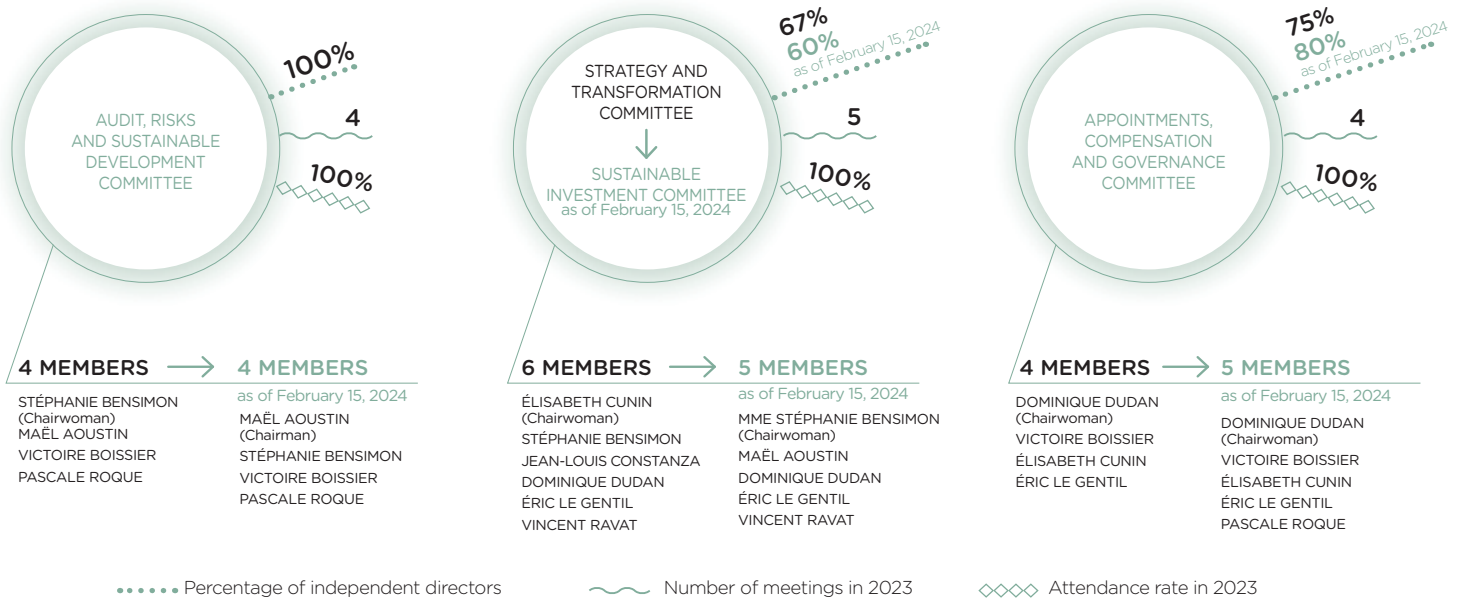 100%
4
100%
AUDIT, RISKS
AND SUSTAINABLE
DEVELOPMENT
COMMITTEE
4 MEMBERS
STÉPHANIE BENSIMON
(Chairwoman)
MAËL AOUSTIN
VICTOIRE BOISSIER
PASCALE ROQUE
4 MEMBERS
as of February 15, 2024
MAËL AOUSTIN
(Chairman)
STÉPHANIE BENSIMON
VICTOIRE BOISSIER
PASCALE ROQUE
67%
60%
as of February 15, 2024
5
100%
STRATEGY AND
TRANSFORMATION
COMMITTEE
SUSTAINABLE
INVESTMENT COMMITTEE
as of February 15, 2024
6 MEMBERS
ÉLISABETH CUNIN
(Chairwoman)
STÉPHANIE BENSIMON
JEAN-LOUIS CONSTANZA
DOMINIQUE DUDAN
ÉRIC LE GENTIL
VINCENT RAVAT
5 MEMBERS
as of February 15, 2024
MME STÉPHANIE BENSIMON
(Chairwoman)
MAËL AOUSTIN
DOMINIQUE DUDAN
ÉRIC LE GENTIL
VINCENT RAVAT
75%
80%
as of February 15, 2024
4
100%
APPOINTMENTS,
COMPENSATION
AND GOVERNANCE
COMMITTEE
4 MEMBERS
DOMINIQUE DUDAN
(Chairwoman)
VICTOIRE BOISSIER
ÉLISABETH CUNIN
ÉRIC LE GENTIL
5 MEMBERS
as of February 15, 2024
DOMINIQUE DUDAN
(Chairwoman)
VICTOIRE BOISSIER
ÉLISABETH CUNIN
ÉRIC LE GENTIL
PASCALE ROQUE
Percentage of independent directors
Number of meetings in 2023
Attendance rate in 2023